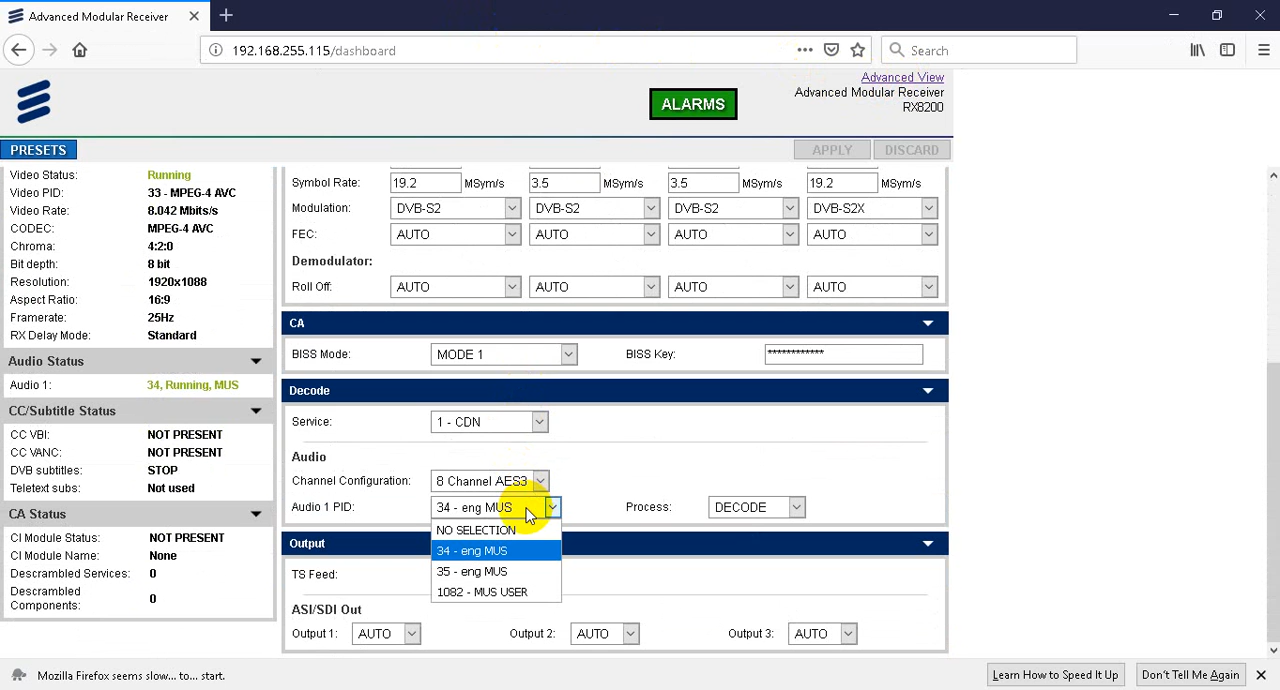 Advanced Modular Receiver
192.168.255.115/dashboard
Search
Advanced View
Advanced Modular Receiver
RX8200
ALARMS
PRESETS
APPLY
DISCARD
Video Status: Running
Video PID: 33 - MPEG-4 AVC
Video Rate: 8.042 Mbits/s
CODEC: MPEG-4 AVC
Chroma: 4:2:0
Bit depth: 8 bit
Resolution: 1920x1088
Aspect Ratio: 16:9
Framerate: 25Hz
RX Delay Mode: Standard
Audio Status
Audio 1: 34, Running, MUS
CC/Subtitle Status
CC VBI: NOT PRESENT
CC VANC: NOT PRESENT
DVB subtitles: STOP
Teletext subs: Not used
CA Status
CI Module Status: NOT PRESENT
CI Module Name: None
Descrambled Services: 0
Descrambled
Components: 0
Symbol Rate: 19.2 MSym/s 3.5 MSym/s 3.5 MSym/s 19.2 MSym/s
Modulation: DVB-S2 DVB-S2 DVB-S2 DVB-S2X
FEC: AUTO AUTO AUTO AUTO
Demodulator:
Roll Off: AUTO AUTO AUTO AUTO
CA
BISS Mode: MODE 1 BISS Key: ************
Decode
Service: 1 - CDN
Audio
Channel Configuration: 8 Channel AES3
Audio 1 PID: 34 - eng MUS Process: DECODE
NO SELECTION
34 - eng MUS
35 - eng MUS
1082 - MUS USER
Output
TS Feed:
ASI/SDI Out
Output 1: AUTO Output 2: AUTO Output 3: AUTO
Mozilla Firefox seems slow... to... start.
Learn How to Speed It Up
Don't Tell Me Again